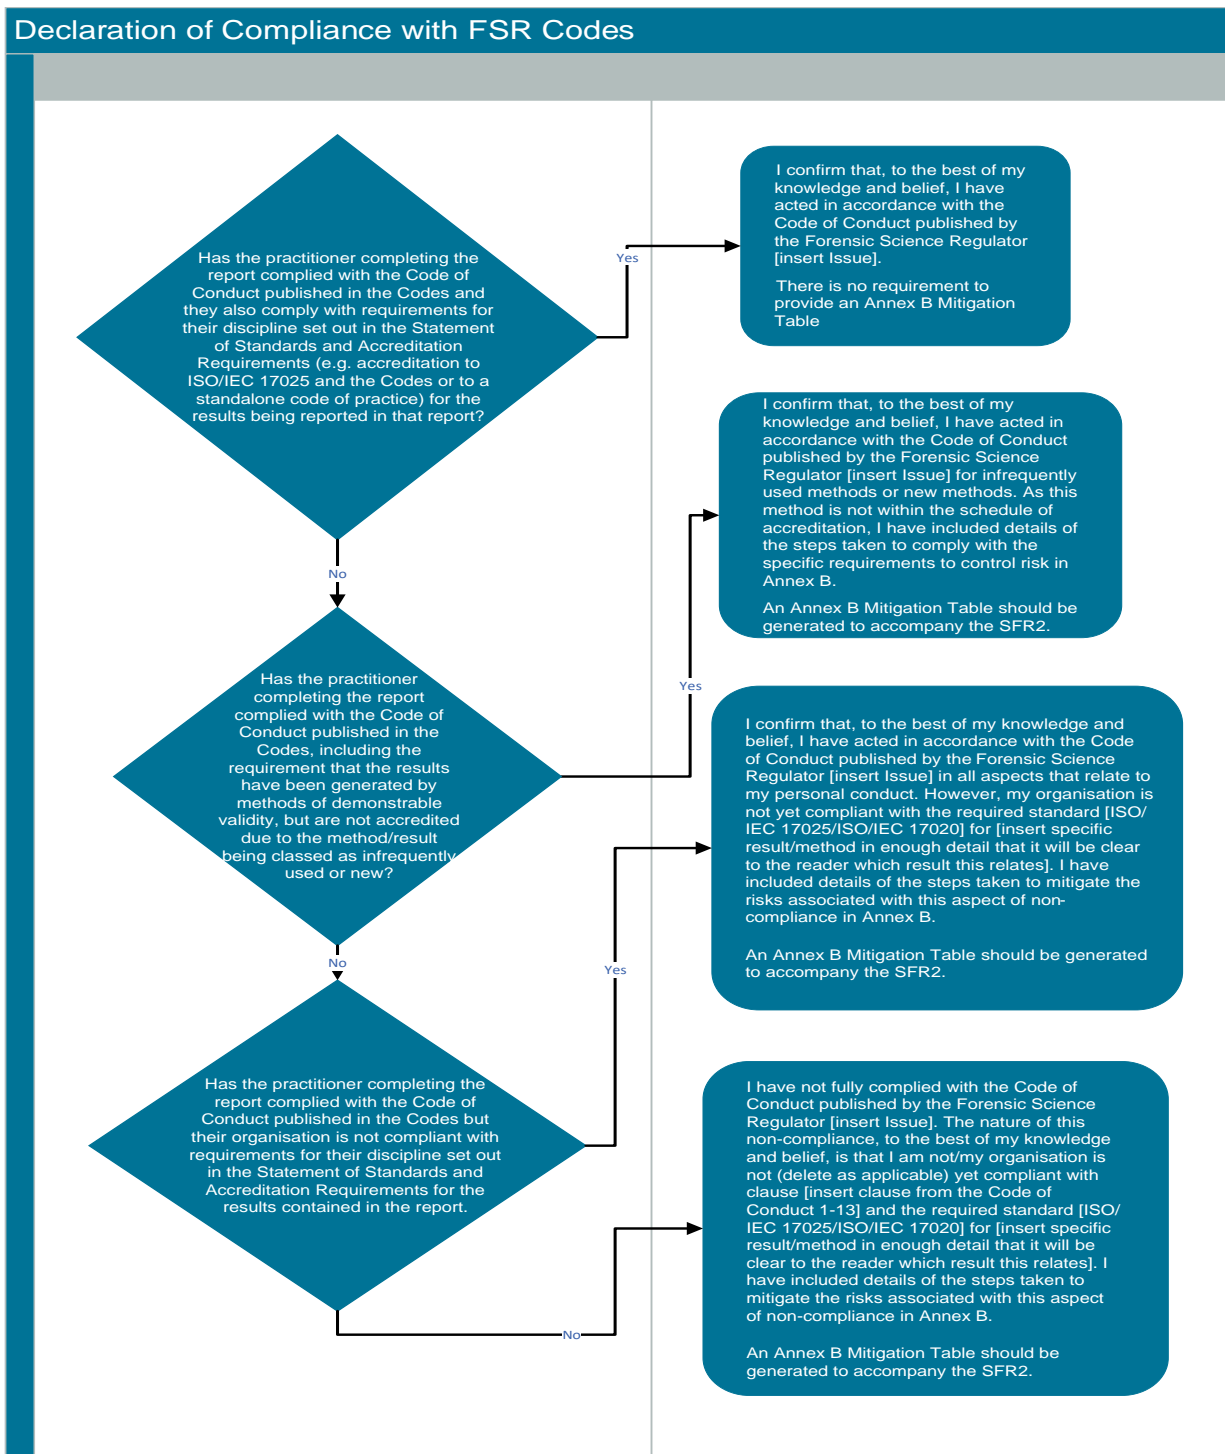 Declaration of Compliance with FSR Codes
Has the practitioner completing the
report complied with the Code of
Conduct published in the Codes and
they also comply with requirements for
their discipline set out in the Statement
of Standards and Accreditation
Requirements (e.g. accreditation to
ISO/IEC 17025 and the Codes or to a
standalone code of practice) for the
results being reported in that report?
Yes
I confirm that, to the best of my
knowledge and belief, I have
acted in accordance with the
Code of Conduct published by
the Forensic Science Regulator
[insert Issue].
There is no requirement to
provide an Annex B Mitigation
Table
No
Has the practitioner
completing the report
complied with the Code of
Conduct published in the
Codes, including the
requirement that the results
have been generated by
methods of demonstrable
validity, but are not accredited
due to the method/result
being classed as infrequently
used or new?
Yes
I confirm that, to the best of my
knowledge and belief, I have acted in
accordance with the Code of Conduct
published by the Forensic Science
Regulator [insert Issue] for infrequently
used methods or new methods. As this
method is not within the schedule of
accreditation, I have included details of
the steps taken to comply with the
specific requirements to control risk in
Annex B.
An Annex B Mitigation Table should be
generated to accompany the SFR2.
No
Has the practitioner completing the
report complied with the Code of
Conduct published in the Codes but
their organisation is not compliant with
requirements for their discipline set out
in the Statement of Standards and
Accreditation Requirements for the
results contained in the report.
Yes
I confirm that, to the best of my knowledge and
belief, I have acted in accordance with the Code
of Conduct published by the Forensic Science
Regulator [insert Issue] in all aspects that relate to
my personal conduct. However, my organisation is
not yet compliant with the required standard [ISO/
IEC 17025/ISO/IEC 17020] for [insert specific
result/method in enough detail that it will be clear
to the reader which result this relates]. I have
included details of the steps taken to mitigate the
risks associated with this aspect of non-
compliance in Annex B.
An Annex B Mitigation Table should be generated
to accompany the SFR2.
No
I have not fully complied with the Code of
Conduct published by the Forensic Science
Regulator [insert Issue]. The nature of this
non-compliance, to the best of my knowledge
and belief, is that I am not/my organisation is
not (delete as applicable) yet compliant with
clause [insert clause from the Code of
Conduct 1-13] and the required standard [ISO/
IEC 17025/ISO/IEC 17020] for [insert specific
result/method in enough detail that it will be
clear to the reader which result this relates]. I
have included details of the steps taken to
mitigate the risks associated with this aspect
of non-compliance in Annex B.
An Annex B Mitigation Table should be
generated to accompany the SFR2.